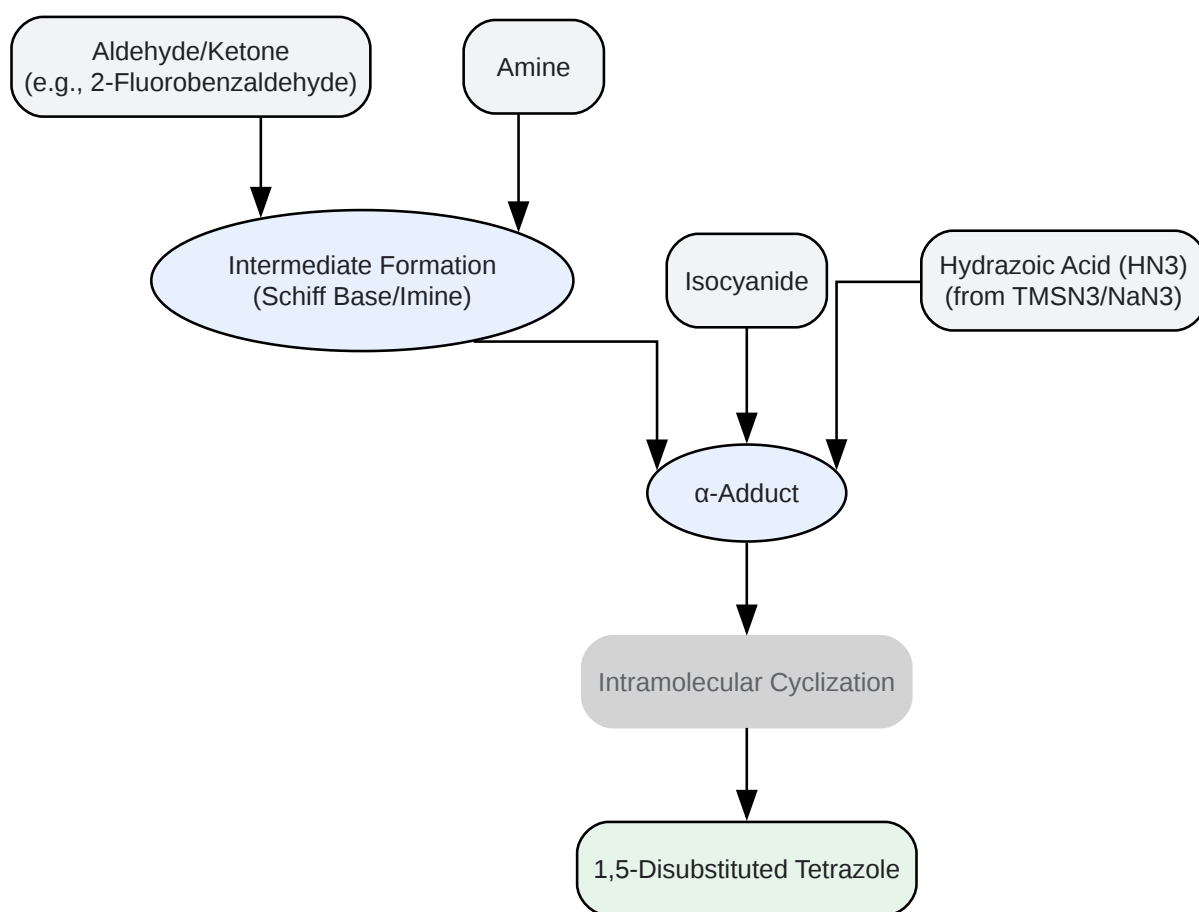 Aldehyde/Ketone
(e.g., 2-Fluorobenzaldehyde)
Amine
Intermediate Formation
(Schiff Base/Imine)
Isocyanide
Hydrazoic Acid (HN3)
(from TMSN3/NaN3)
α-Adduct
Intramolecular Cyclization
1,5-Disubstituted Tetrazole